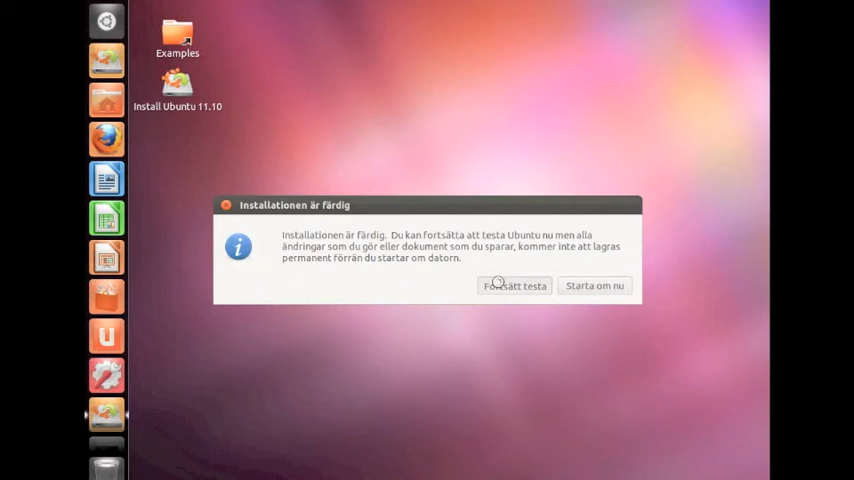 Examples
Install Ubuntu 11.10
Installationen är färdig
Installationen är färdig. Du kan fortsätta att testa Ubuntu nu men alla
ändringar som du gör eller dokument som du sparar, kommer inte att lagras
permanent förrän du startar om datorn.
Fortsätt testa
Starta om nu